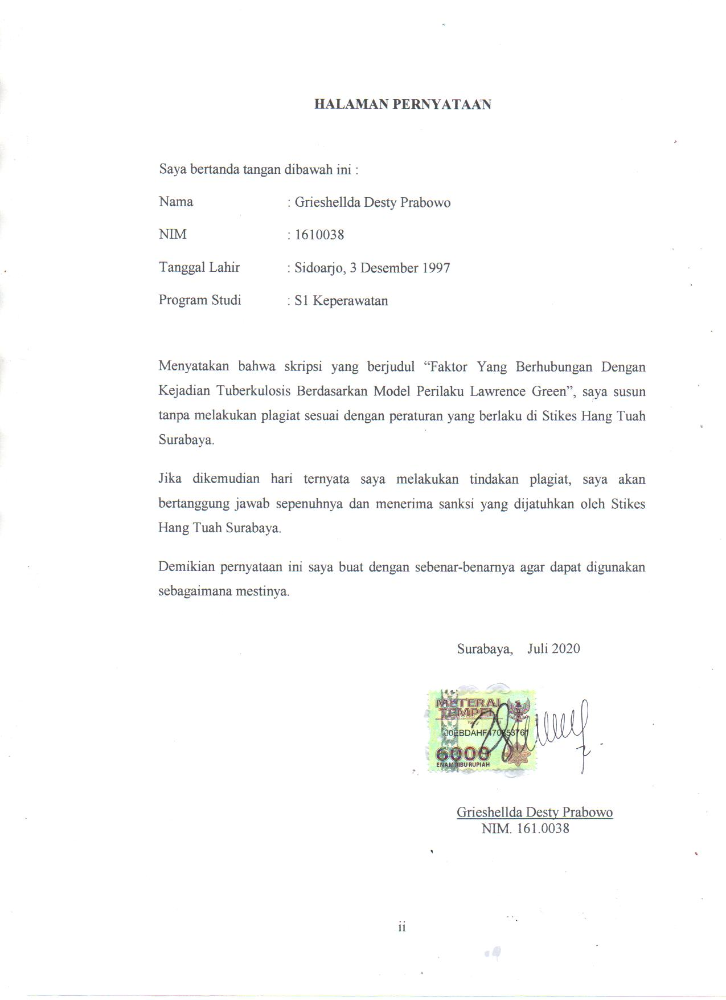 HALAMAN PERNYATAAN
Saya bertanda tangan dibawah ini :
Nama : Grieshellda Desty Prabowo
NIM : 1610038
Tanggal Lahir : Sidoarjo, 3 Desember 1997
Program Studi : S1 Keperawatan
Menyatakan bahwa skripsi yang berjudul “Faktor Yang Berhubungan Dengan
Kejadian Tuberkulosis Berdasarkan Model Perilaku Lawrence Green”, saya susun
tanpa melakukan plagiat sesuai dengan peraturan yang berlaku di Stikes Hang Tuah
Surabaya.
Jika dikemudian hari ternyata saya melakukan tindakan plagiat, saya akan
bertanggung jawab sepenuhnya dan menerima sanksi yang dijatuhkan oleh Stikes
Hang Tuah Surabaya.
Demikian pernyataan ini saya buat dengan sebenar-benarnya agar dapat digunakan
sebagaimana mestinya.
Surabaya, Juli 2020
METERAI
TEMPEL
6000
ENAM RIBU RUPIAH
Grieshellda Desty Prabowo
NIM. 161.0038
ii